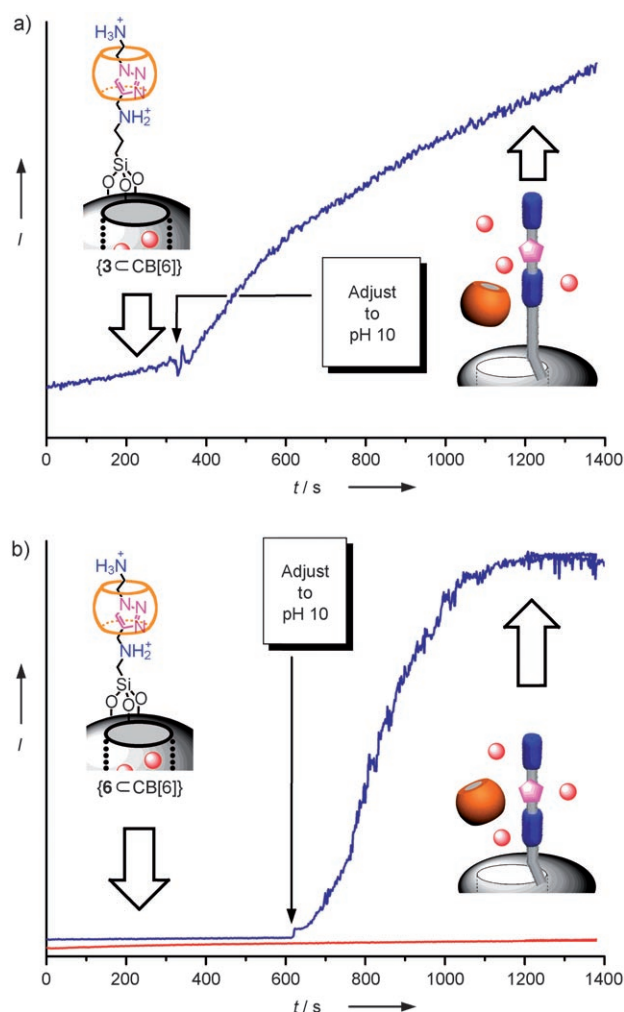 a)
H₃N⁺
N
N
N
NH₂⁺
Si
O O O
{3 ⊂ CB[6]}
I
Adjust
to
pH 10
0 200 400 600 800 1000 1200 1400
t / s
b)
H₃N⁺
N
N
N
NH₂⁺
Si
O O O
{6 ⊂ CB[6]}
I
Adjust
to
pH 10
0 200 400 600 800 1000 1200 1400
t / s